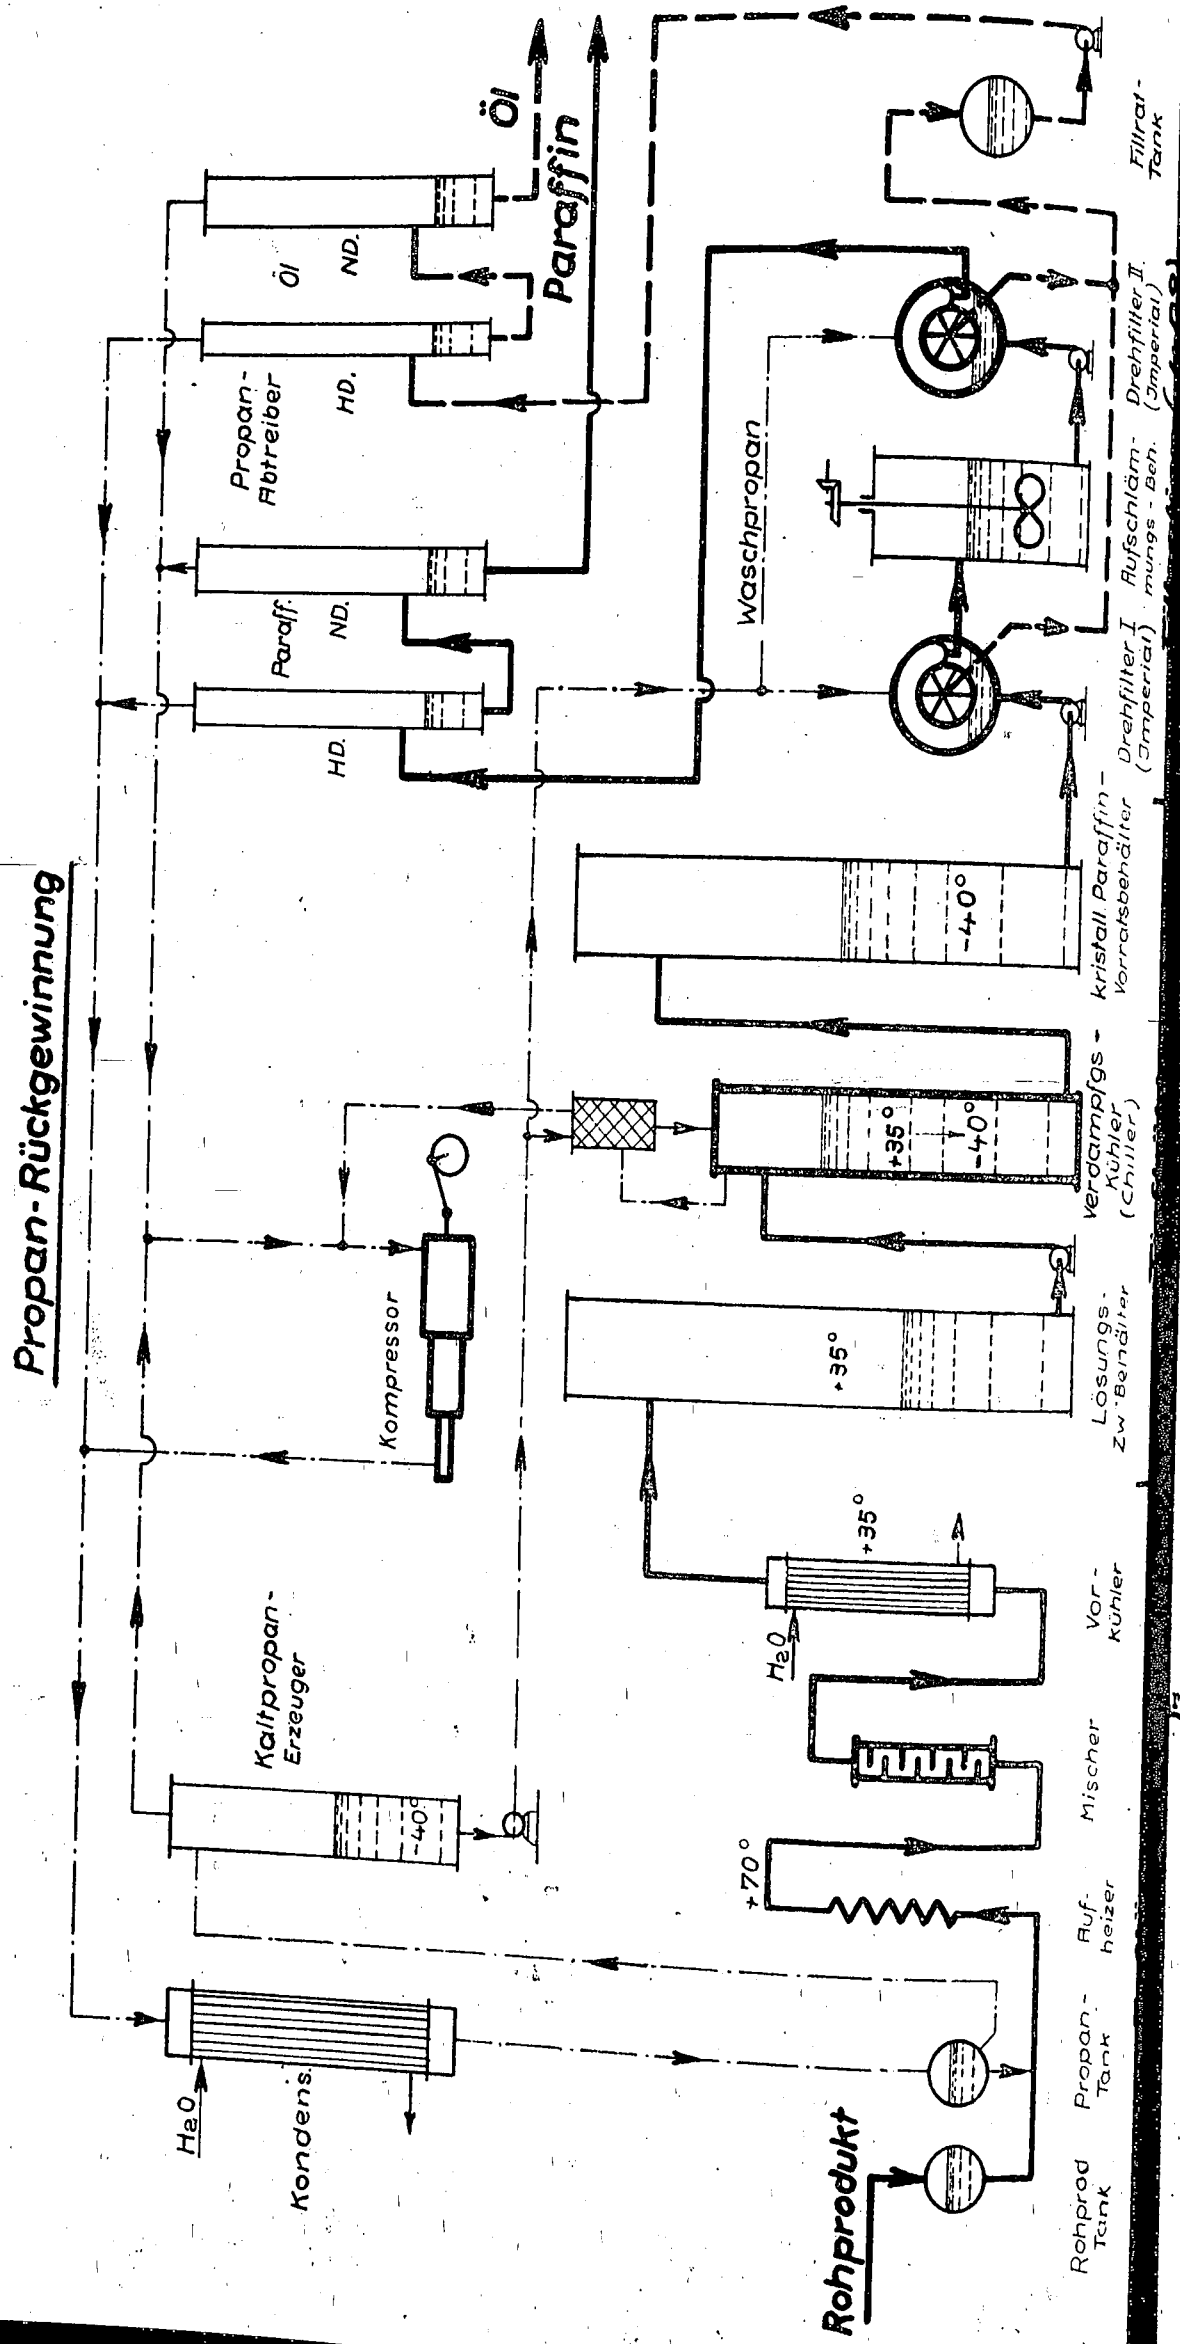 Propan-Rückgewinnung
H₂O
Kondens.
Kaltpropan-
Erzeuger
-40°
Kompressor
HD.
Paraff.
ND.
Propan-
Abtreiber
HD.
Öl
ND.
Öl
Paraffin
Waschpropan
+70°
H₂O
+35°
+35°
+35°
-40°
-40°
Rohprodukt
Rohprod
Tank
Propan-
Tank
Auf-
heizer
Mischer
Vor-
kühler
Lösungs-
Zw. Behälter
Verdampfgs-
Kühler
(Chiller)
kristall. Paraffin-
Vorratsbehälter
Drehfilter I
(Imperial)
Aufschläm-
mungs-Beh.
Drehfilter II.
(Imperial)
Filtrat-
Tank